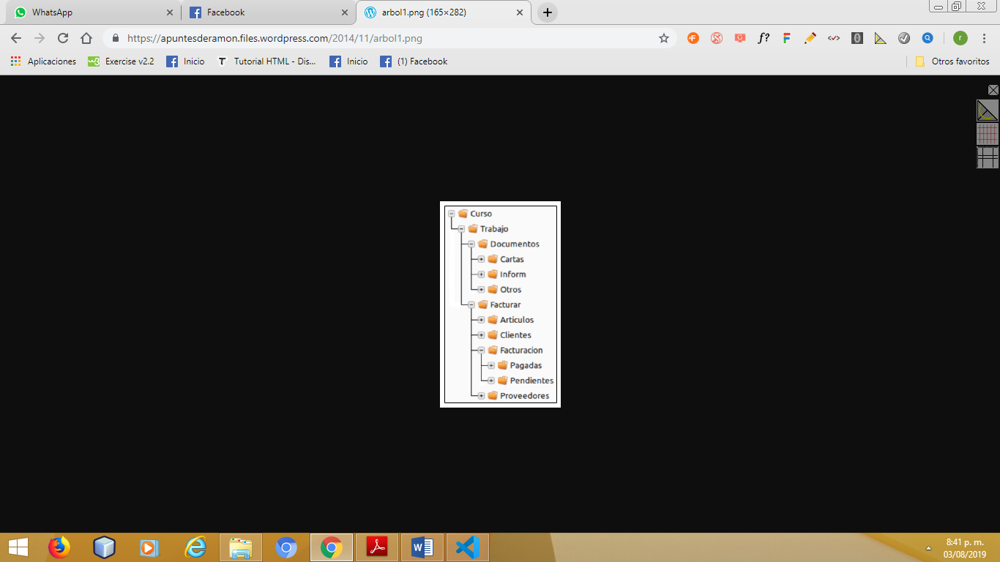 WhatsApp
Facebook
arbol1.png (165×282)
https://apuntesderamon.files.wordpress.com/2014/11/arbol1.png
Aplicaciones
Exercise v2.2
Inicio
Tutorial HTML - Dis...
Inicio
(1) Facebook
Otros favoritos
Curso
Trabajo
Documentos
Cartas
Inform
Otros
Facturar
Articulos
Clientes
Facturacion
Pagadas
Pendientes
Proveedores
8:41 p. m.
03/08/2019